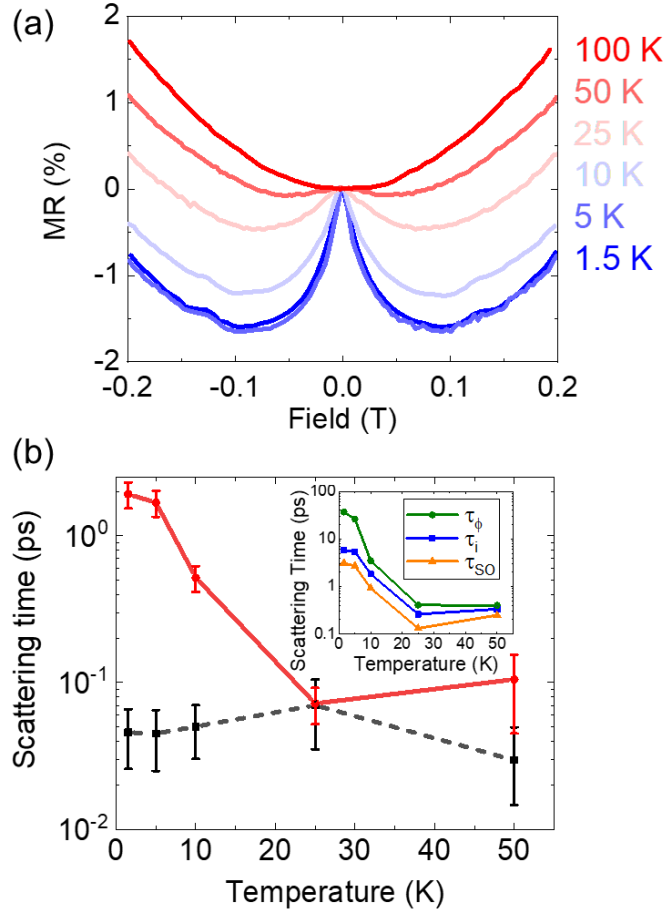 (a)
2
1
0
-1
-2
MR (%)
-0.2 -0.1 0.0 0.1 0.2
Field (T)
100 K
50 K
25 K
10 K
5 K
1.5 K
(b)
10⁰
10⁻¹
10⁻²
Scattering time (ps)
0 10 20 30 40 50
Temperature (K)
100
10
1
0.1
Scattering Time (ps)
τϕ
τi
τSO
0 10 20 30 40 50
Temperature (K)